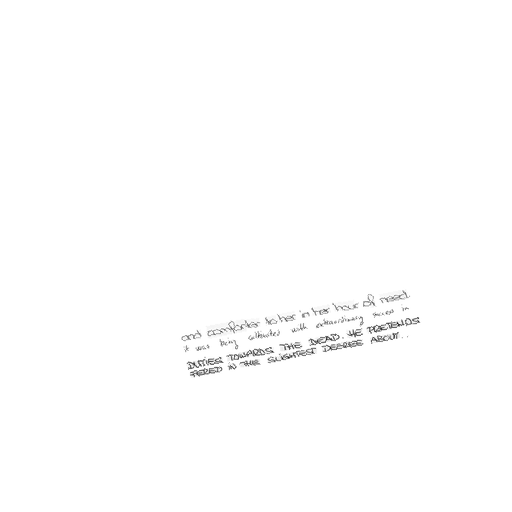 and comforter to her in her hour of need.
it was being cultivated with extraordinary success in
DUTIES TOWARDS THE DEAD. HE PRETENDS
FERED IN THE SLIGHTEST DEGREE ABOUT...